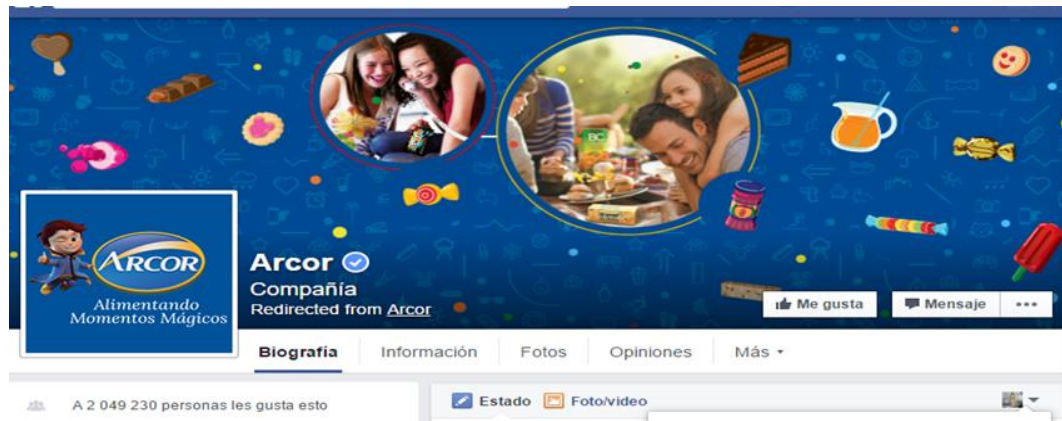 BC
ARCOR
Alimentando
Momentos Mágicos
Arcor
Compañía
Redirected from Arcor
Me gusta
Mensaje
Biografía
Información
Fotos
Opiniones
Más
A 2 049 230 personas les gusta esto
Estado
Foto/video